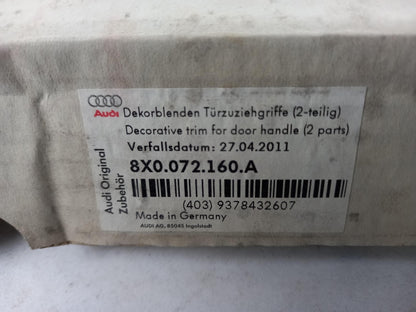 Audi
Dekorblenden Türzuziehgriffe (2-teilig)
Decorative trim for door handle (2 parts)
Verfallsdatum: 27.04.2011
8X0.072.160.A
Audi Original
Zubehör
(403) 9378432607
Made in Germany
AUDI AG, 85045 Ingolstadt